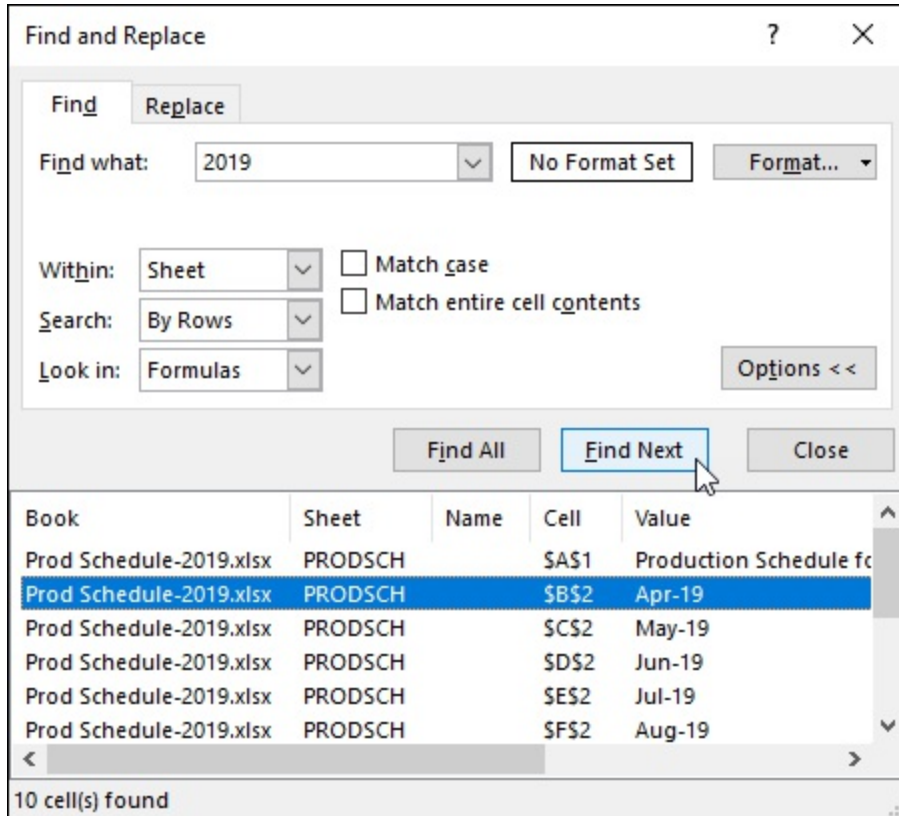 Find and Replace ?
Find Replace
Find what: 2019 No Format Set Format...
Within: Sheet Match case
Match entire cell contents
Search: By Rows
Look in: Formulas Options <<
Find All Find Next Close
Book Sheet Name Cell Value
Prod Schedule-2019.xlsx PRODSCH $A$1 Production Schedule fo
Prod Schedule-2019.xlsx PRODSCH $B$2 Apr-19
Prod Schedule-2019.xlsx PRODSCH $C$2 May-19
Prod Schedule-2019.xlsx PRODSCH $D$2 Jun-19
Prod Schedule-2019.xlsx PRODSCH $E$2 Jul-19
Prod Schedule-2019.xlsx PRODSCH $F$2 Aug-19
10 cell(s) found